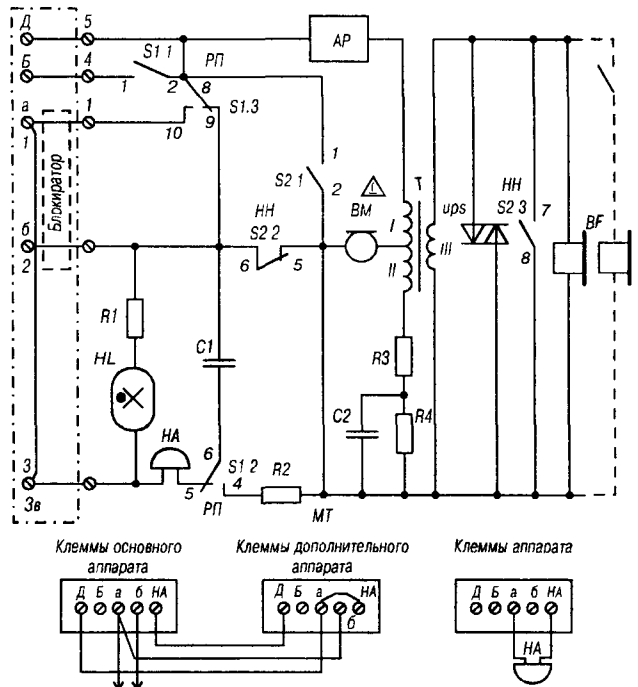 Д 5
АР
S1 1
РП
Б 4
1 2 8
а 1
S1.3
10 9
1
1
S2 1
2
Блокиратор
ВМ
Т
ups
НН
S2 3
7
BF
НН
S2 2
б
6 5
I
II
III
8
2
R1
HL
C1
R3
НА
C2
R4
6
S1 2
3
5 4
R2
Зв
РП
МТ
Клеммы основного аппарата
Клеммы дополнительного аппарата
Клеммы аппарата
Д Б а б НА
Д Б а НА
б
Д Б а б НА
НА